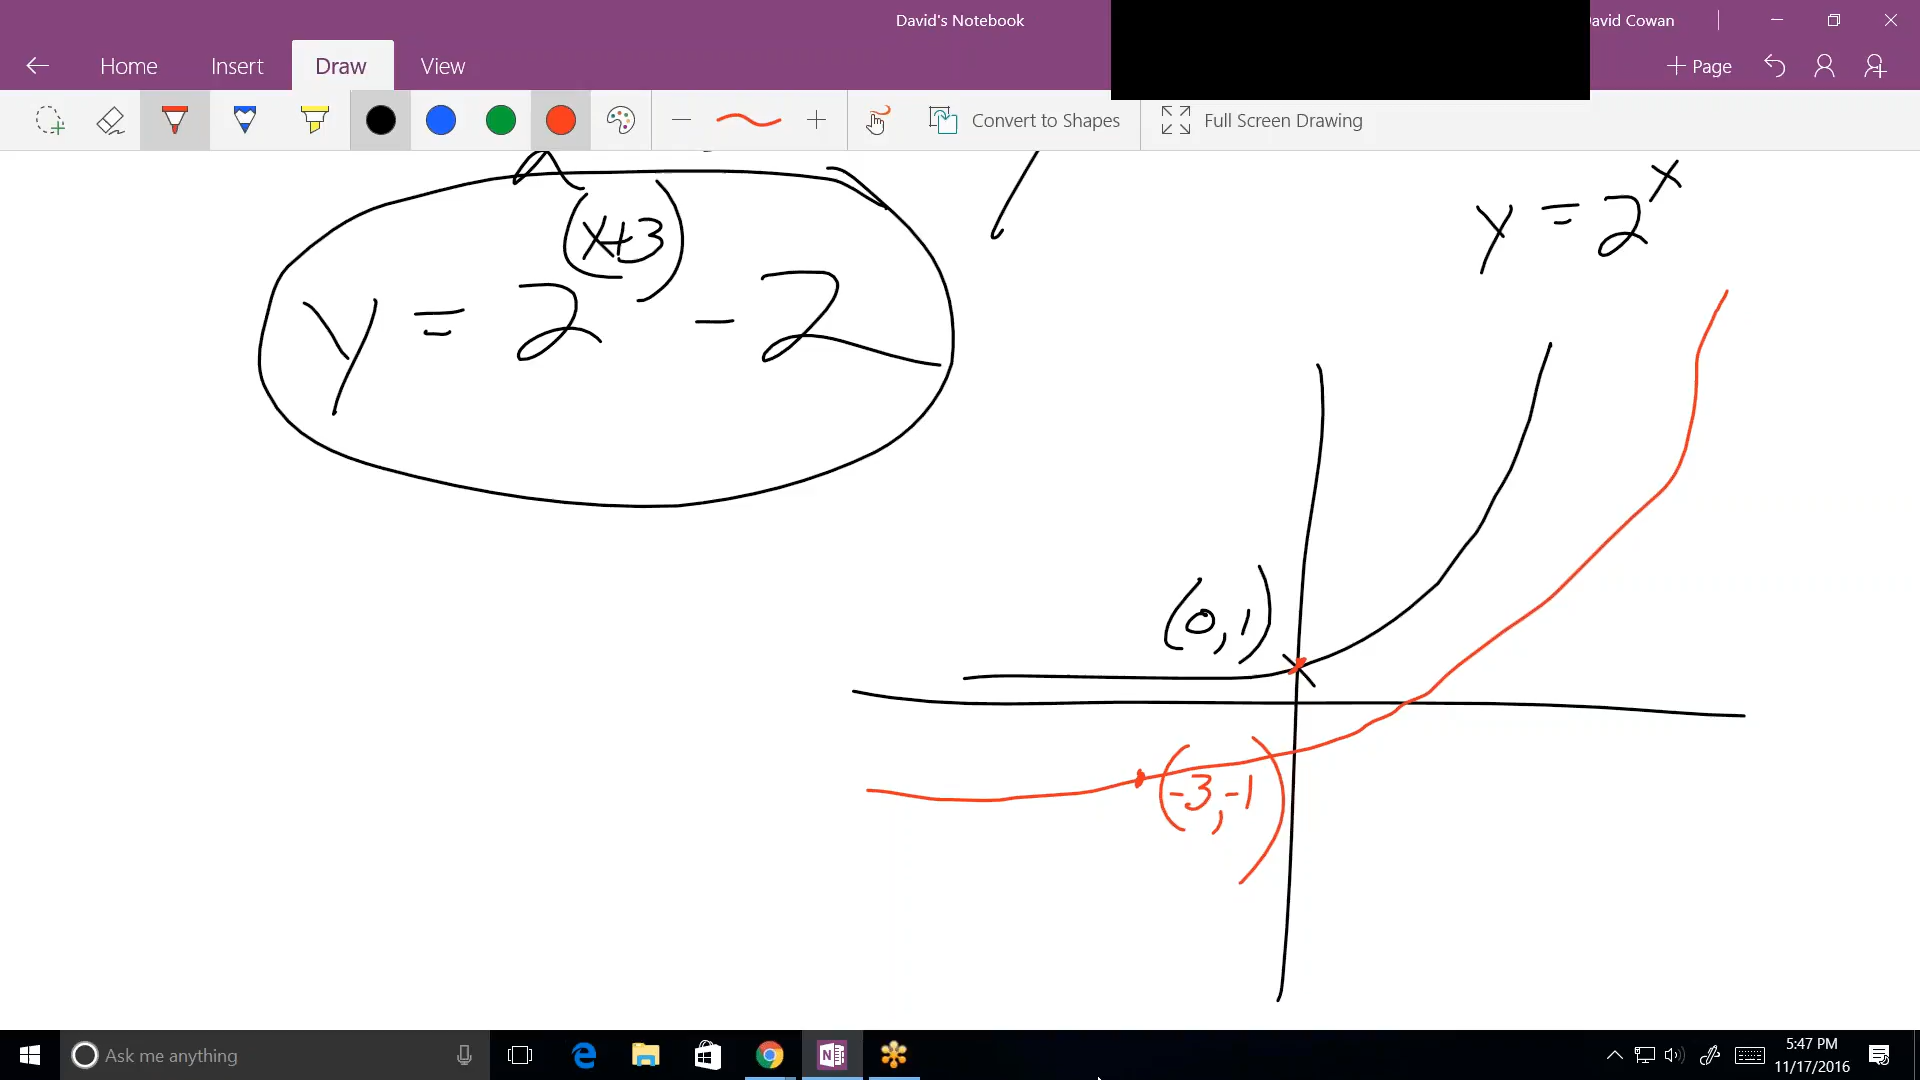 David's Notebook
avid Cowan
Home Insert Draw View
Page
Convert to Shapes
Full Screen Drawing
y = 2^x
y = 2^(x+3) - 2
(0,1)
(-3,-1)
Ask me anything
5:47 PM
11/17/2016